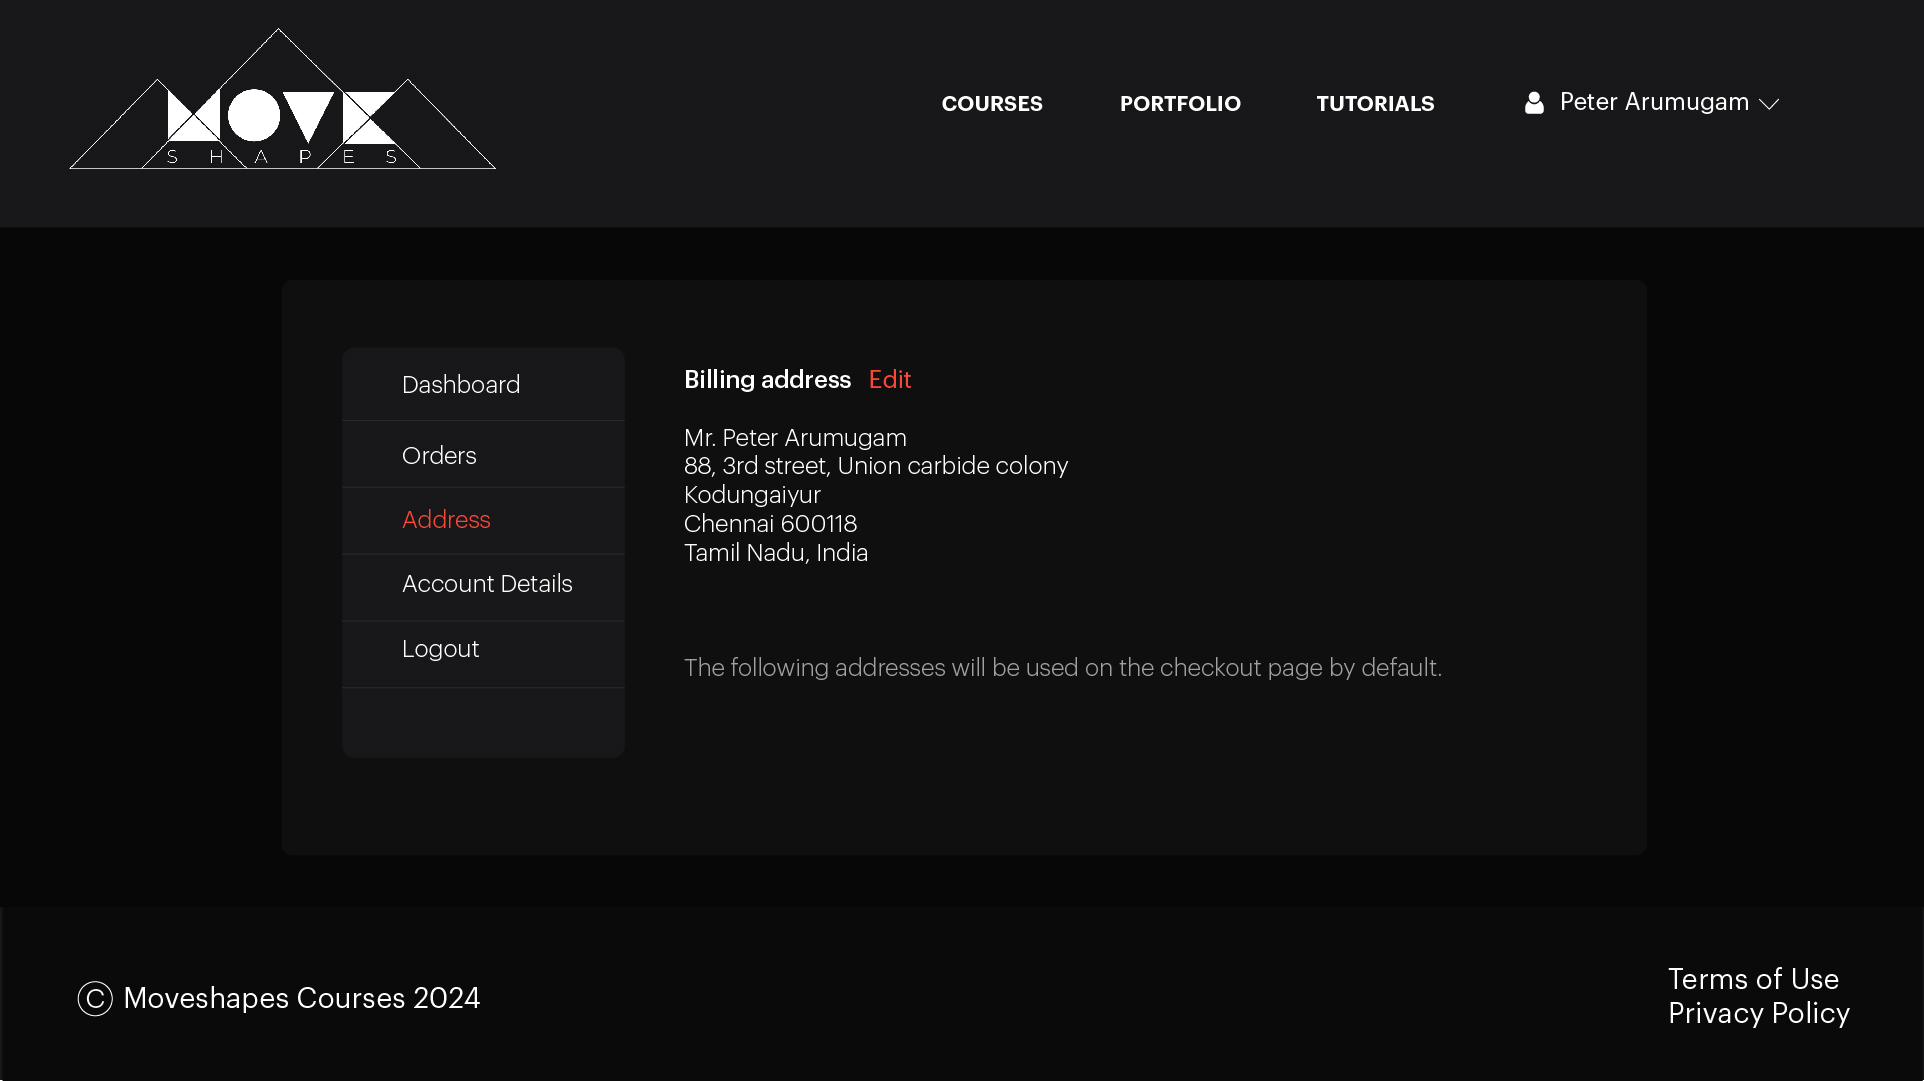 MOVE
SHAPES
COURSES
PORTFOLIO
TUTORIALS
Peter Arumugam
Dashboard
Orders
Address
Account Details
Logout
Billing address Edit
Mr. Peter Arumugam
88, 3rd street, Union carbide colony
Kodungaiyur
Chennai 600118
Tamil Nadu, India
The following addresses will be used on the checkout page by default.
© Moveshapes Courses 2024
Terms of Use
Privacy Policy